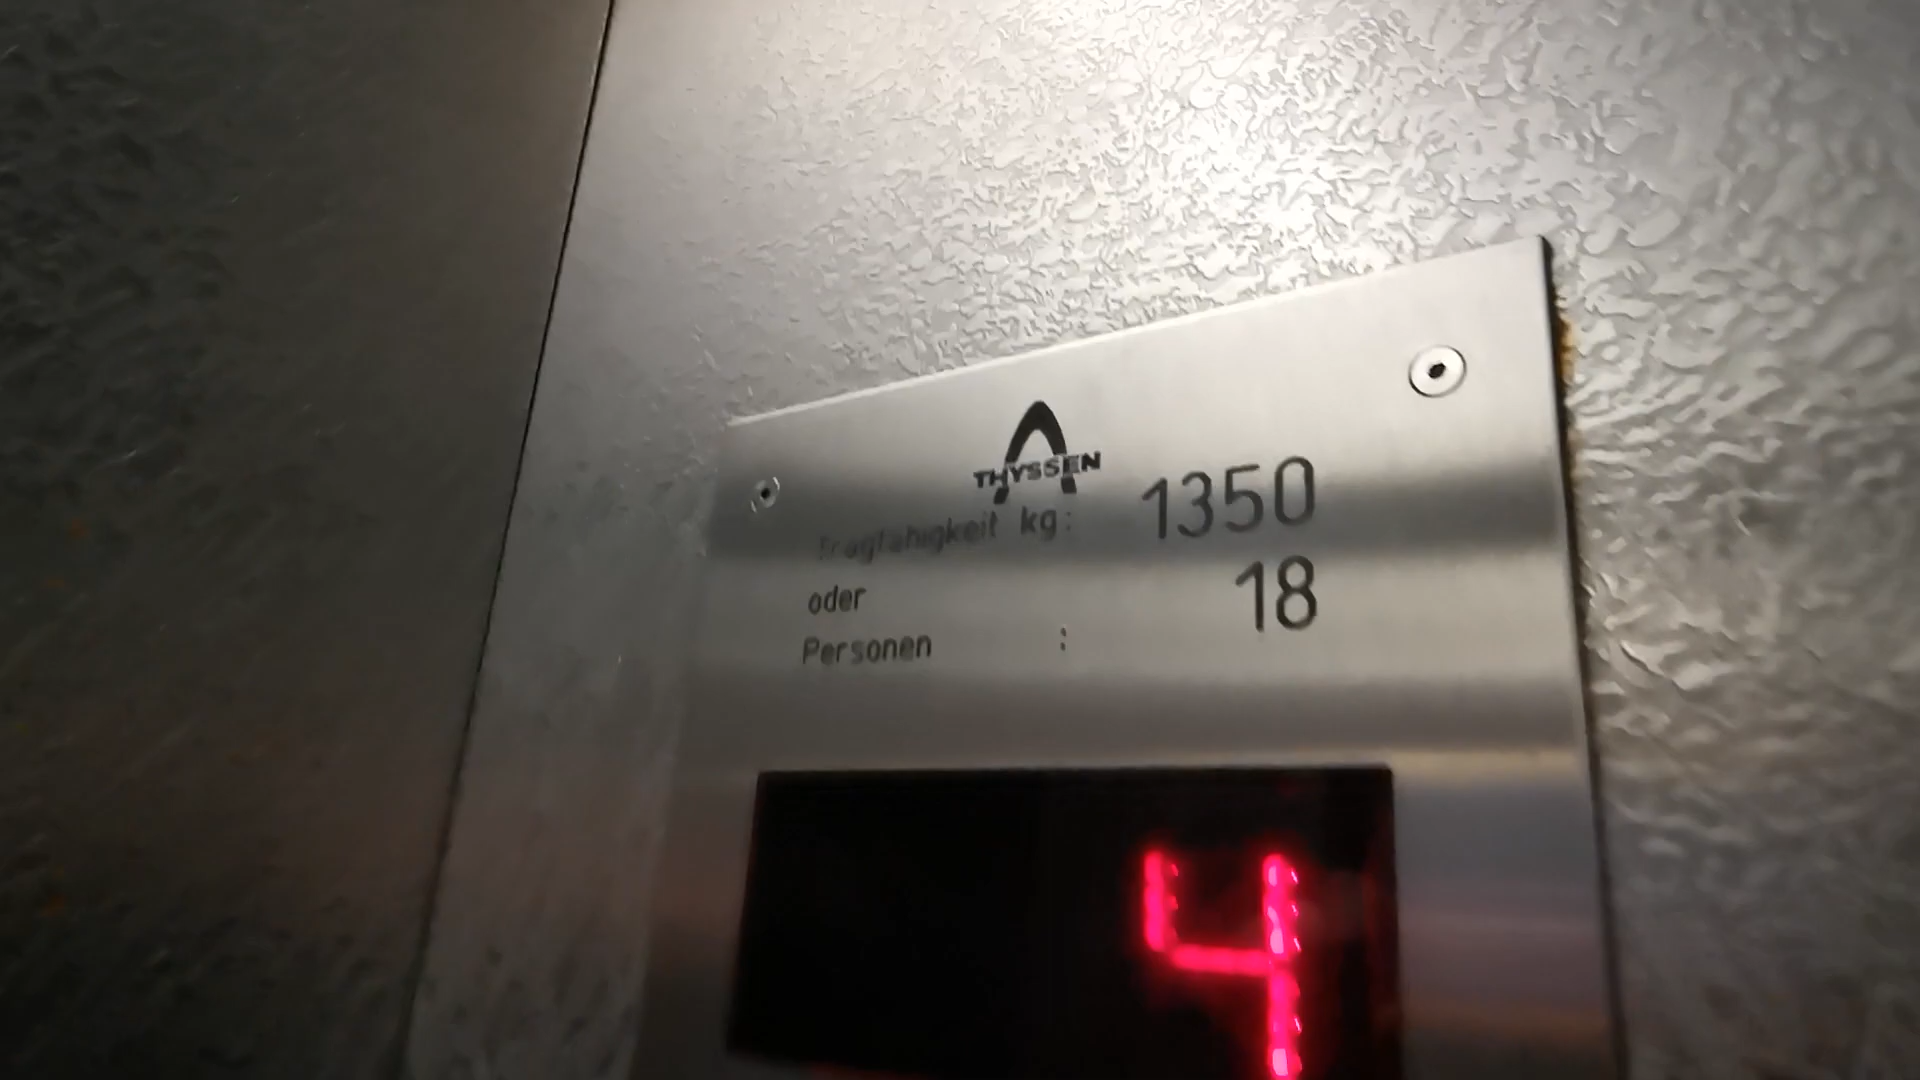 THYSSEN
Tragfähigkeit kg: 1350
oder
Personen : 18
4